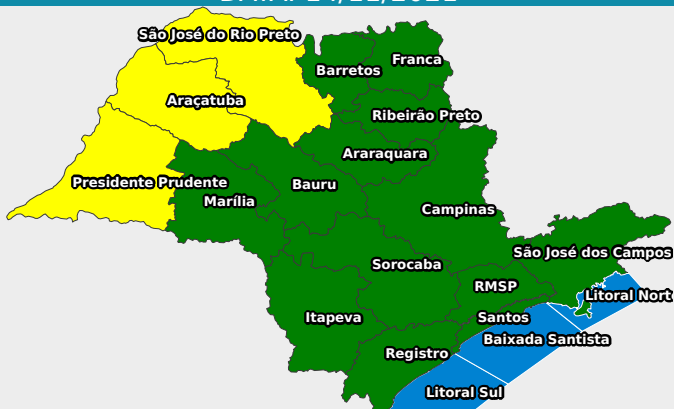 São José do Rio Preto
Franca
Barretos
Araçatuba
Ribeirão Preto
Araraquara
Presidente Prudente
Bauru
Marília
Campinas
São José dos Campos
Sorocaba
RMSP
Litoral Nort
Itapeva
Santos
Baixada Santista
Registro
Litoral Sul